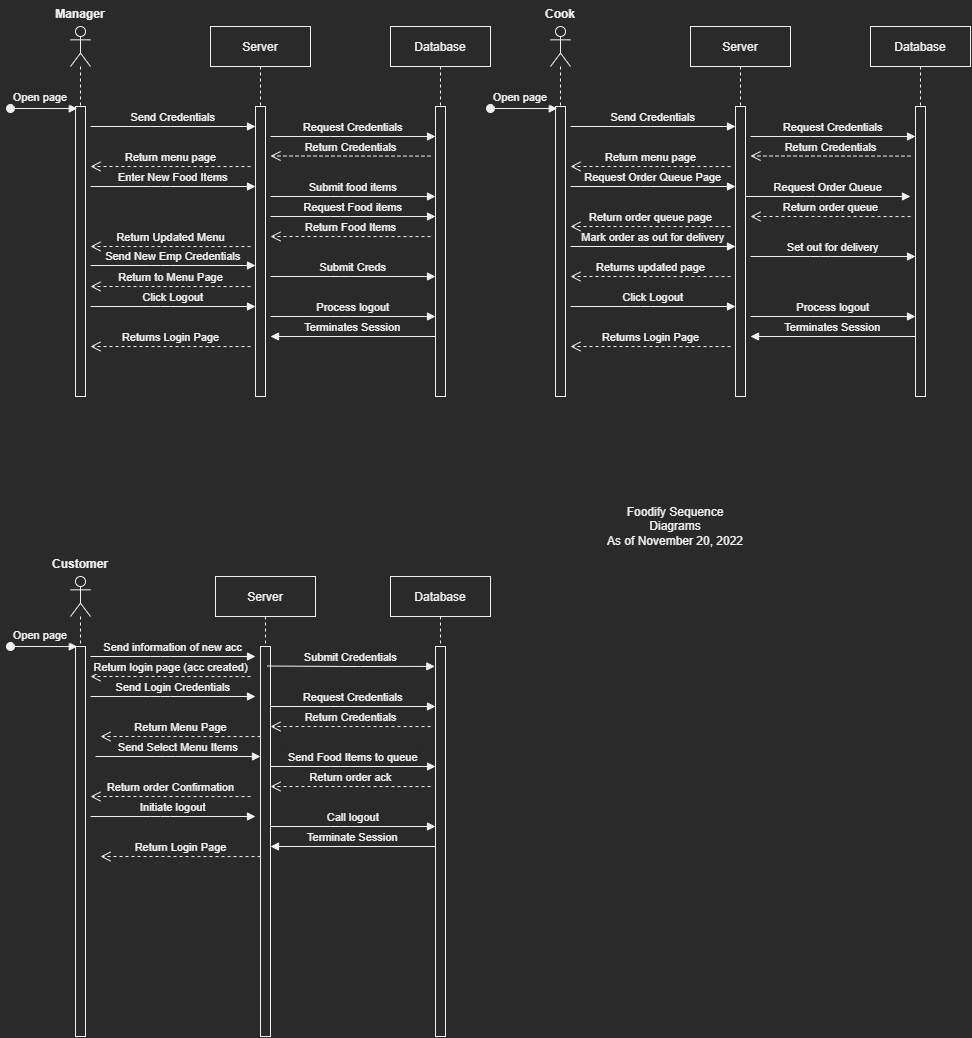 Manager
Server
Database
Open page
Send Credentials
Request Credentials
Return Credentials
Return menu page
Enter New Food Items
Submit food items
Request Food items
Return Food Items
Return Updated Menu
Send New Emp Credentials
Submit Creds
Return to Menu Page
Click Logout
Process logout
Terminates Session
Returns Login Page
Cook
Server
Database
Open page
Send Credentials
Request Credentials
Return Credentials
Return menu page
Request Order Queue Page
Request Order Queue
Return order queue
Return order queue page
Mark order as out for delivery
Set out for delivery
Returns updated page
Click Logout
Process logout
Terminates Session
Returns Login Page
Foodify Sequence
Diagrams
As of November 20, 2022
Customer
Server
Database
Open page
Send information of new acc
Submit Credentials
Return login page (acc created)
Send Login Credentials
Request Credentials
Return Credentials
Return Menu Page
Send Select Menu Items
Send Food Items to queue
Return order ack
Return order Confirmation
Initiate logout
Call logout
Terminate Session
Return Login Page